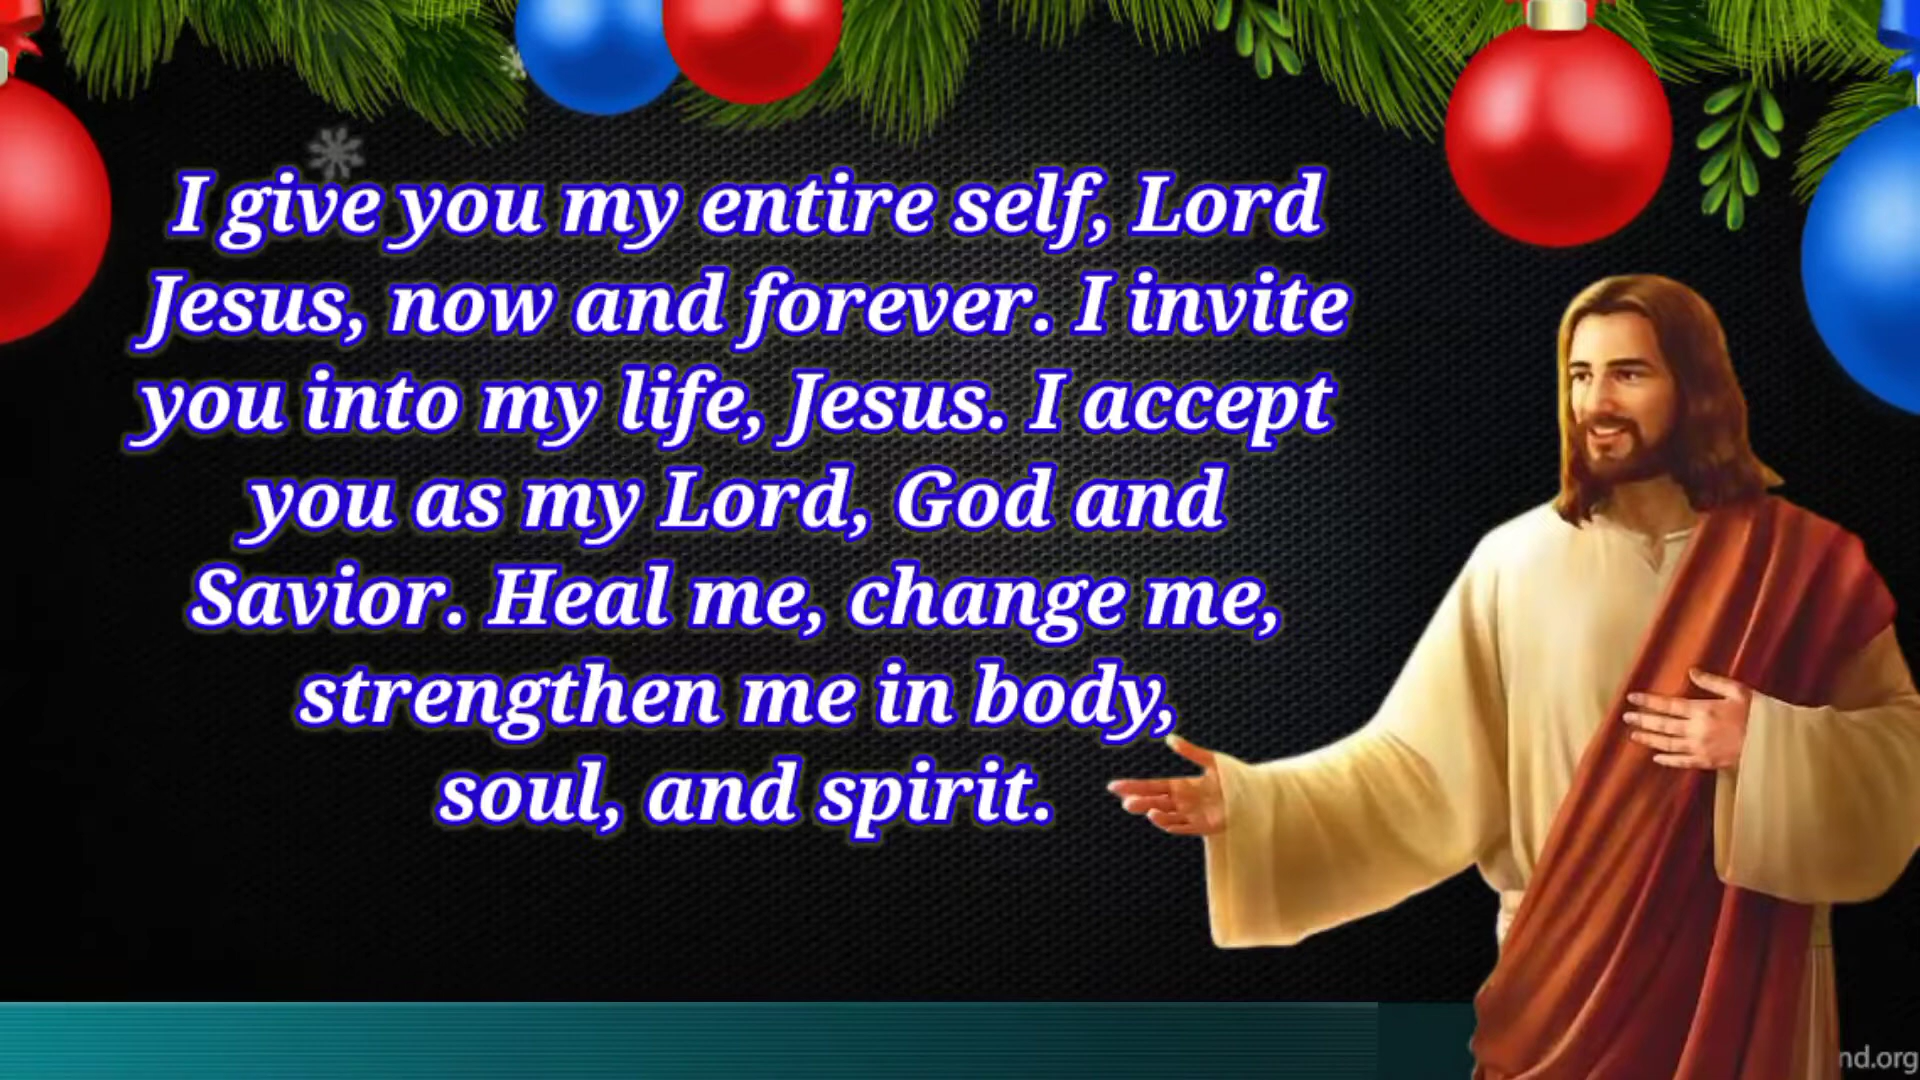 I give you my entire self, Lord
Jesus, now and forever. I invite
you into my life, Jesus. I accept
you as my Lord, God and
Savior. Heal me, change me,
strengthen me in body,
soul, and spirit.
nd.org